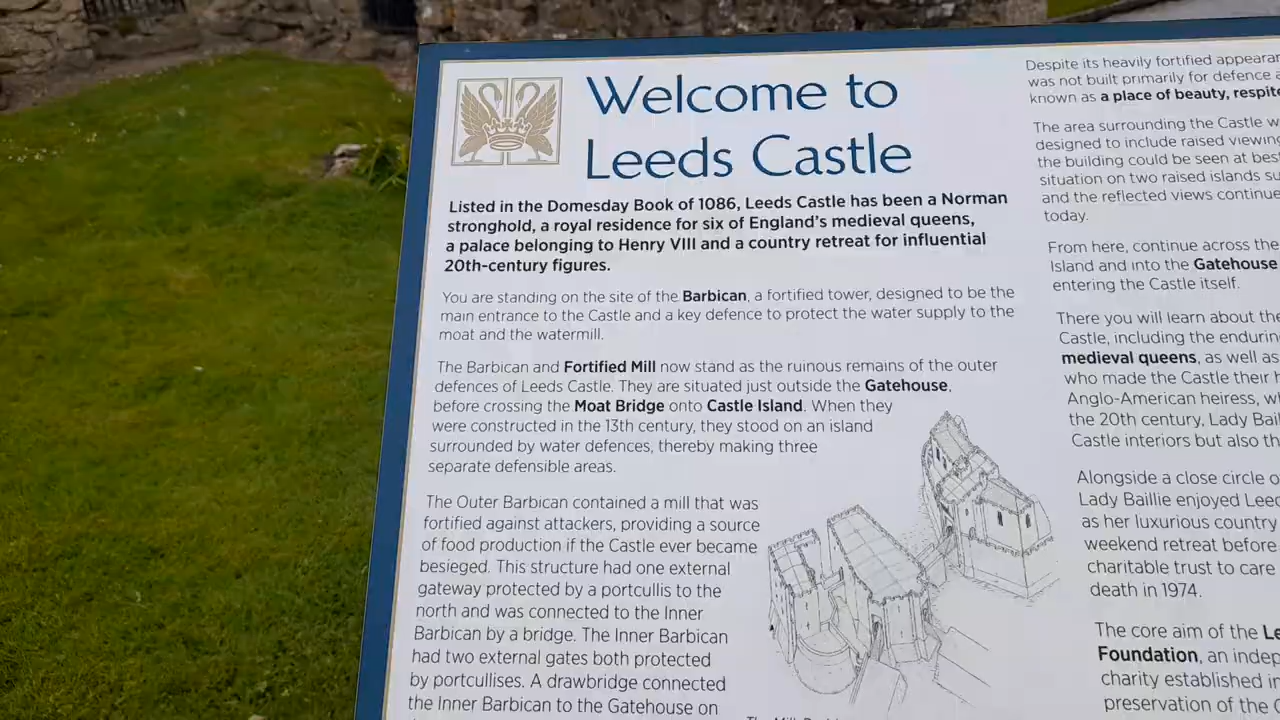 Welcome to
Leeds Castle
Listed in the Domesday Book of 1086, Leeds Castle has been a Norman
stronghold, a royal residence for six of England's medieval queens,
a palace belonging to Henry VIII and a country retreat for influential
20th-century figures.
You are standing on the site of the Barbican, a fortified tower, designed to be the
main entrance to the Castle and a key defence to protect the water supply to the
moat and the watermill.
The Barbican and Fortified Mill now stand as the ruinous remains of the outer
defences of Leeds Castle. They are situated just outside the Gatehouse,
before crossing the Moat Bridge onto Castle Island. When they
were constructed in the 13th century, they stood on an island
surrounded by water defences, thereby making three
separate defensible areas.
The Outer Barbican contained a mill that was
fortified against attackers, providing a source
of food production if the Castle ever became
besieged. This structure had one external
gateway protected by a portcullis to the
north and was connected to the Inner
Barbican by a bridge. The Inner Barbican
had two external gates both protected
by portcullises. A drawbridge connected
the Inner Barbican to the Gatehouse on
Despite its heavily fortified
was not built primarily for defence
known as a place of beauty,
The area surrounding the Castle
designed to include raised viewing
the building could be seen at
situation on two raised islands
and the reflected views
today.
From here, continue across the
Island and into the Gatehouse
entering the Castle itself.
There you will learn about the
Castle, including the
medieval queens, as well as
who made the Castle their
Anglo-American heiress,
the 20th century, Lady
Castle interiors but also
Alongside a close circle
Lady Baillie enjoyed
as her luxurious country
weekend retreat before
charitable trust to care
death in 1974.
The core aim of the
Foundation, an
charity established
preservation of the
The Mill,